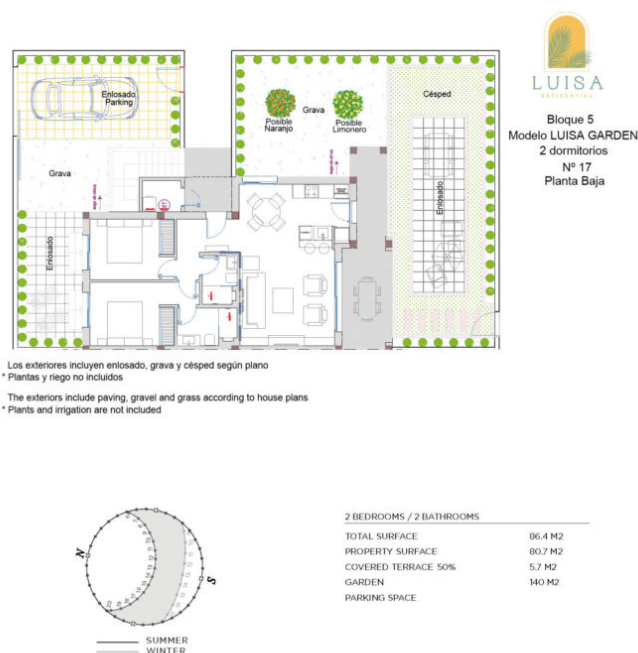 LUISA
RESIDENTIAL
Bloque 5
Modelo LUISA GARDEN
2 dormitorios
Nº 17
Planta Baja
Enlosado
Parking
Grava
Posible
Naranjo
Grava
Posible
Limonero
Césped
Enlosado
Enlosado
Los exteriores incluyen enlosado, grava y césped según plano
* Plantas y riego no incluidos
The exteriors include paving, gravel and grass according to house plans
* Plants and irrigation are not included
N
S
SUMMER
WINTER
2 BEDROOMS / 2 BATHROOMS
TOTAL SURFACE 86.4 M2
PROPERTY SURFACE 80.7 M2
COVERED TERRACE 50% 5.7 M2
GARDEN 140 M2
PARKING SPACE